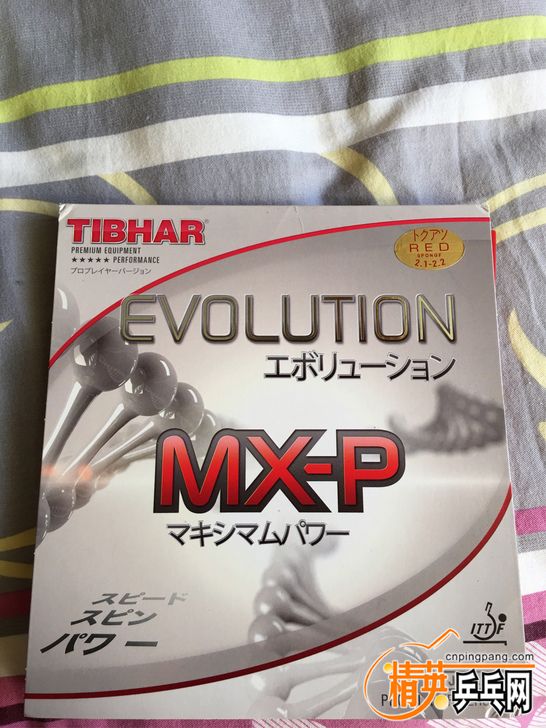 TIBHAR®
PREMIUM EQUIPMENT
★★★★★ PERFORMANCE
プロプレイヤーバージョン
トクアツ
RED
SPONGE
2.1-2.2
EVOLUTION
エボリューション
MX-P
マキシマムパワー
スピード
スピン
パワー
ITTF
cnpingpang.com
精英乒乓网